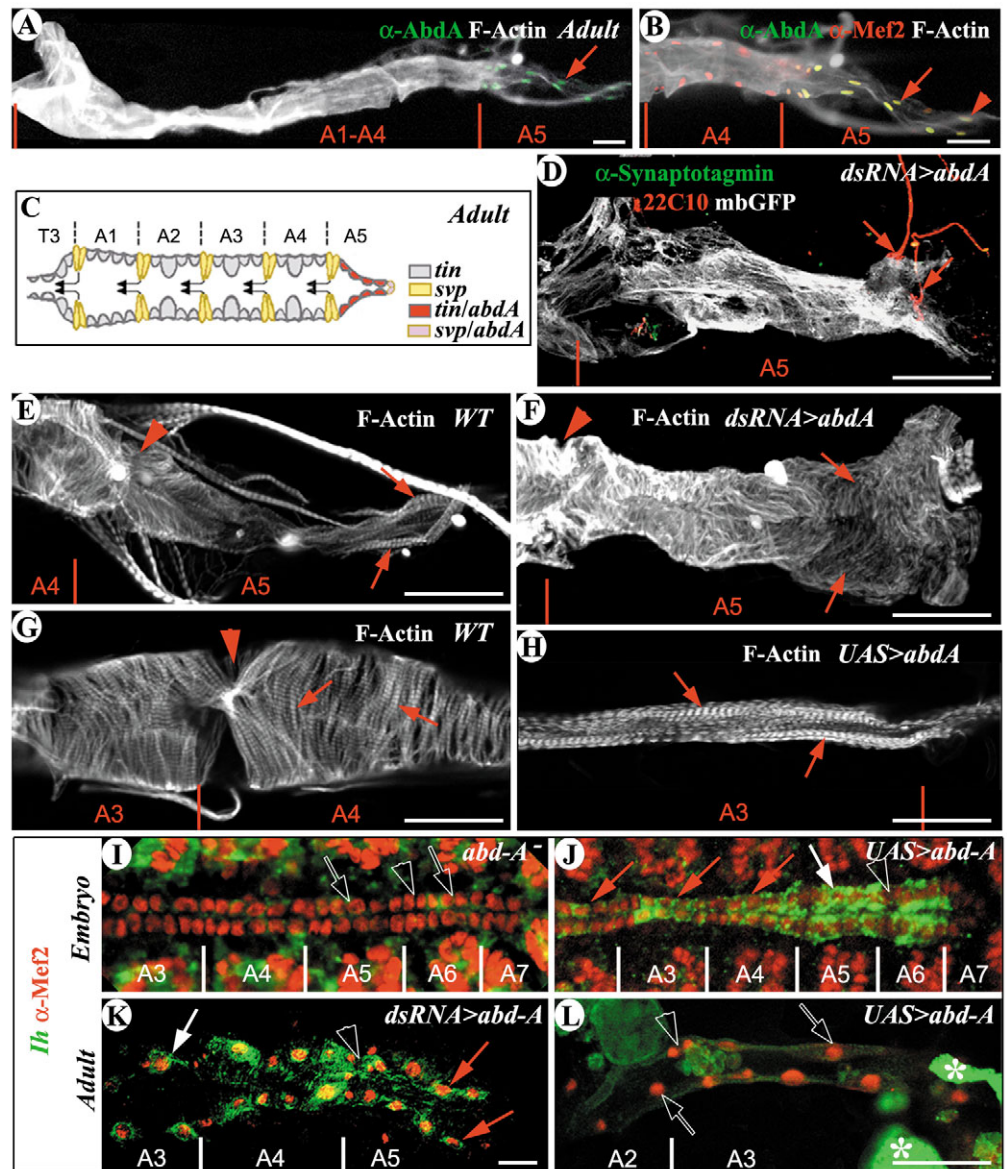 A
α-AbdA F-Actin Adult
A1-A4
A5
B
α-AbdA α-Mef2 F-Actin
A4
A5
C
Adult
T3 A1 A2 A3 A4 A5
tin
svp
tin/abdA
svp/abdA
D
α-Synaptotagmin dsRNA>abdA
22C10 mbGFP
A5
E
F-Actin WT
A4
A5
F
F-Actin dsRNA>abdA
A5
G
F-Actin WT
A3
A4
H
F-Actin UAS>abdA
A3
Ih α-Mef2
Embryo
I
abd-A-
A3 A4 A5 A6 A7
J
UAS>abd-A
A3 A4 A5 A6 A7
Adult
K
dsRNA>abd-A
A3 A4 A5
L
UAS>abd-A
* *
A2 A3